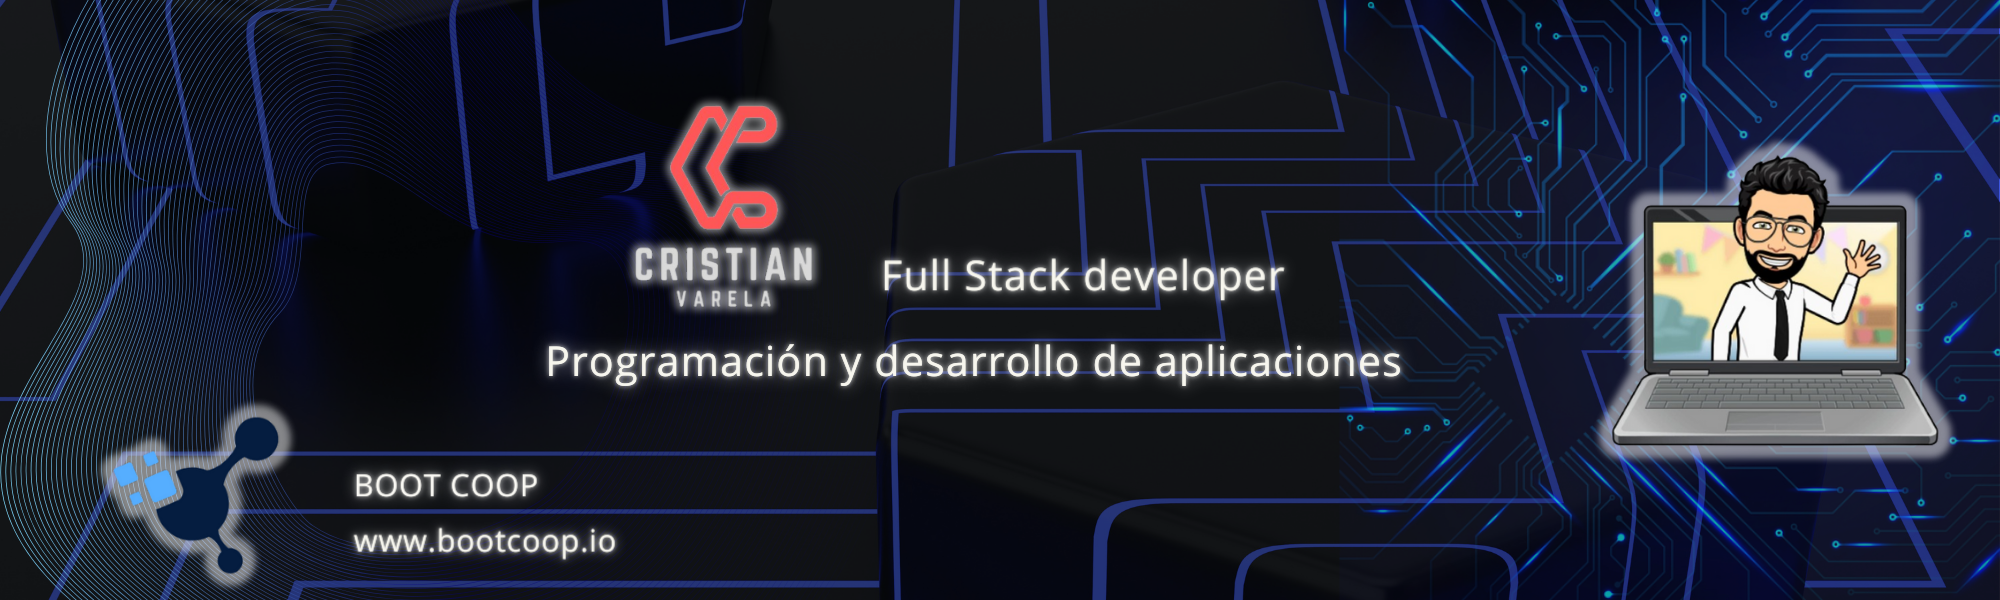 CRISTIAN
VARELA
Full Stack developer
Programación y desarrollo de aplicaciones
BOOT COOP
www.bootcoop.io